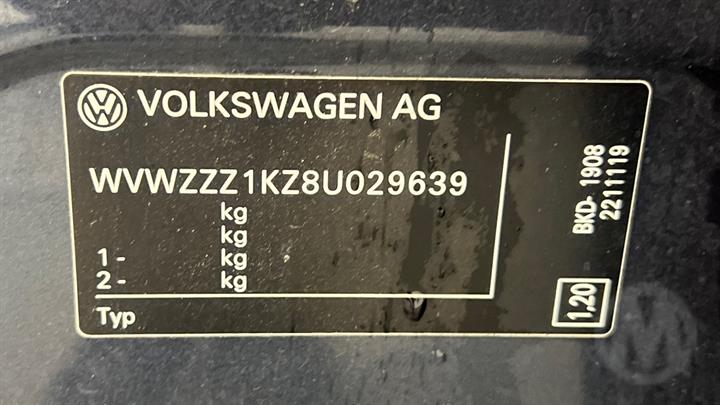 VOLKSWAGEN AG
WVWZZZ1KZ8U029639
kg
kg
1 - kg
2 - kg
Typ
BKD- 1908
2211119
1,20